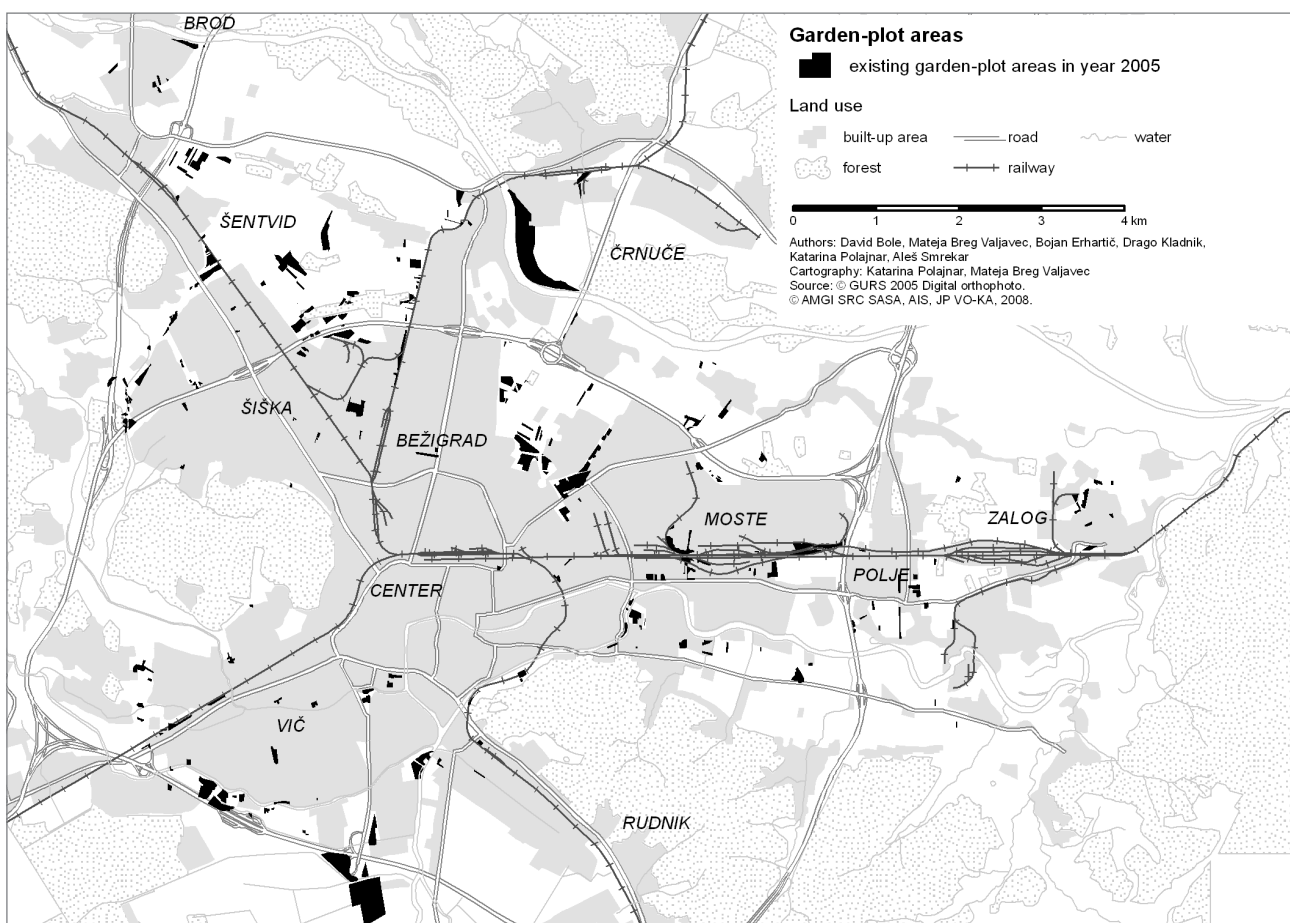 BROD
Garden-plot areas
existing garden-plot areas in year 2005
Land use
built-up area
road
water
forest
railway
0 1 2 3 4 km
Authors: David Bole, Mateja Breg Valjavec, Bojan Erhartič, Drago Kladnik,
Katarina Polajnar, Aleš Smrekar
Cartography: Katarina Polajnar, Mateja Breg Valjavec
Source: © GURS 2005 Digital orthophoto.
© AMGI SRC SASA, AIS, JP VO-KA, 2008.
ŠENTVID
ČRNUČE
ŠIŠKA
BEŽIGRAD
MOSTE
ZALOG
POLJE
CENTER
VIČ
RUDNIK